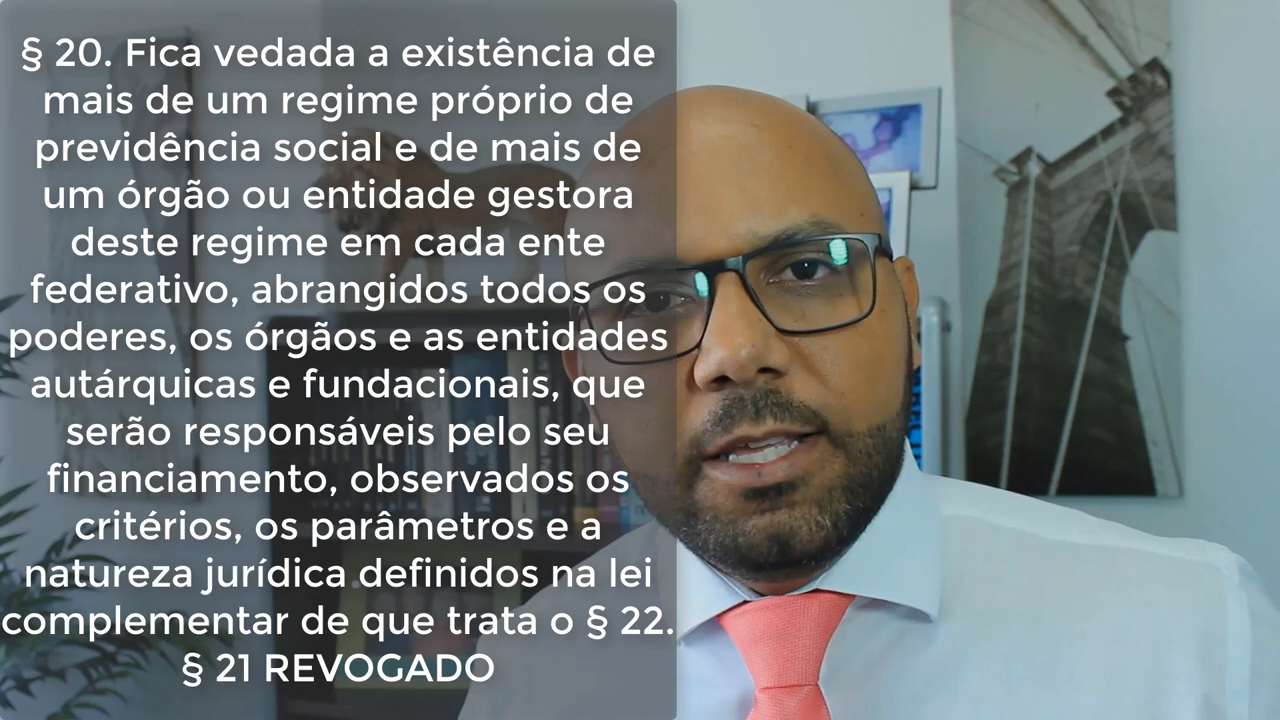 § 20. Fica vedada a existência de
mais de um regime próprio de
previdência social e de mais de
um órgão ou entidade gestora
deste regime em cada ente
federativo, abrangidos todos os
poderes, os órgãos e as entidades
autárquicas e fundacionais, que
serão responsáveis pelo seu
financiamento, observados os
critérios, os parâmetros e a
natureza jurídica definidos na lei
complementar de que trata o § 22.
§ 21 REVOGADO